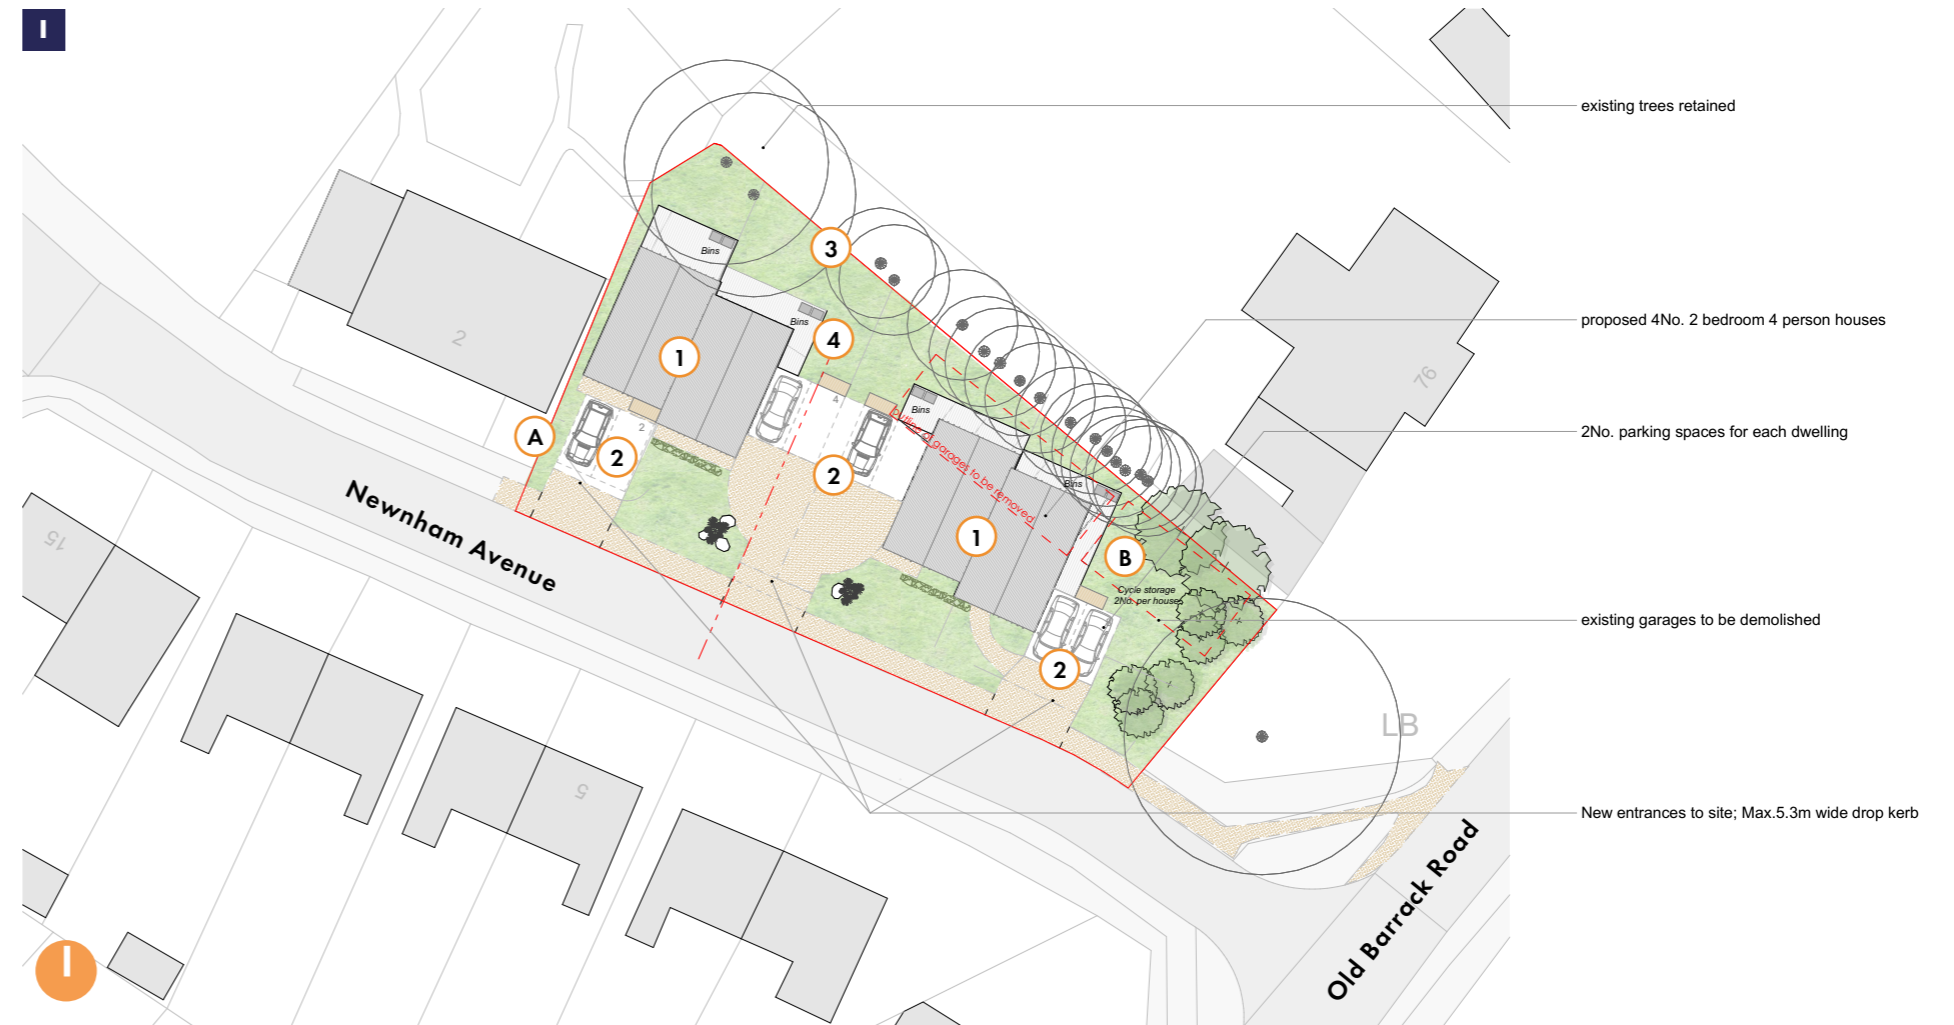 I
existing trees retained
3
Bins
Bins
4
1
proposed 4No. 2 bedroom 4 person houses
2
76
A
2
2
4
Bins
outline of garages to be removed
2No. parking spaces for each dwelling
2
Bins
Newnham Avenue
15
1
B
Cycle storage
2No. per house
existing garages to be demolished
2
LB
5
New entrances to site; Max.5.3m wide drop kerb
Old Barrack Road